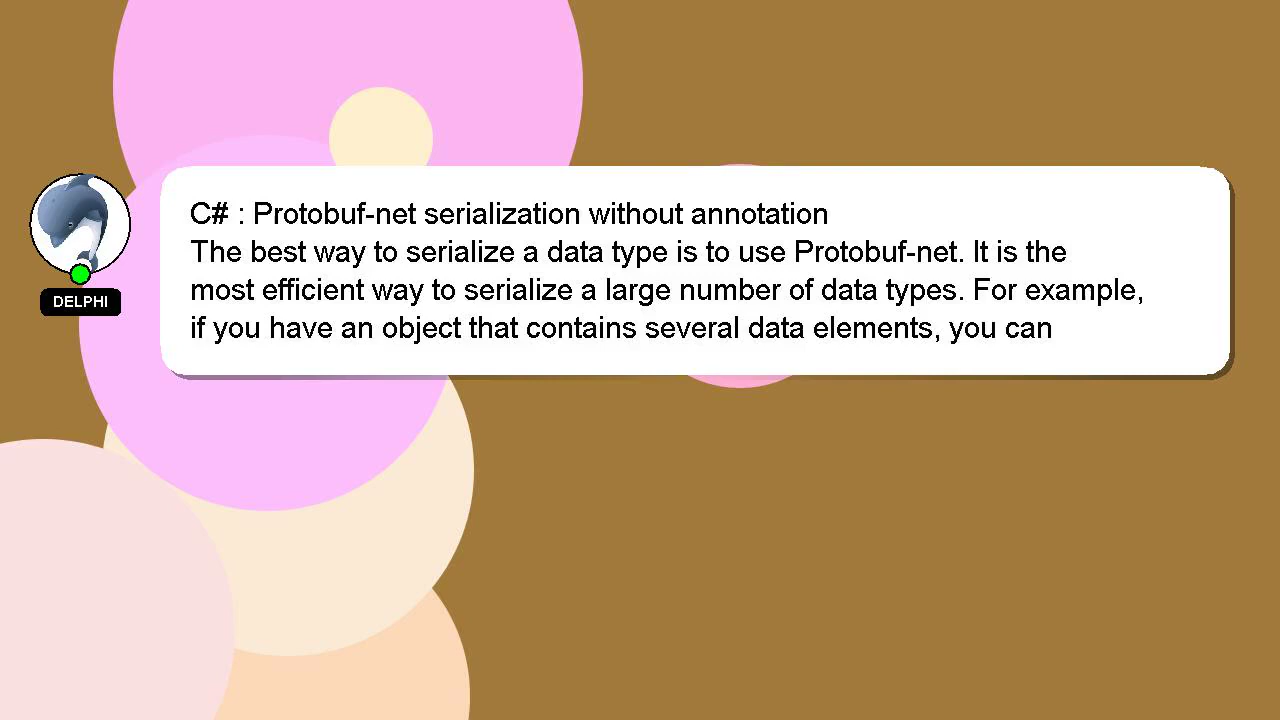 C# : Protobuf-net serialization without annotation
The best way to serialize a data type is to use Protobuf-net. It is the
most efficient way to serialize a large number of data types. For example,
if you have an object that contains several data elements, you can
DELPHI